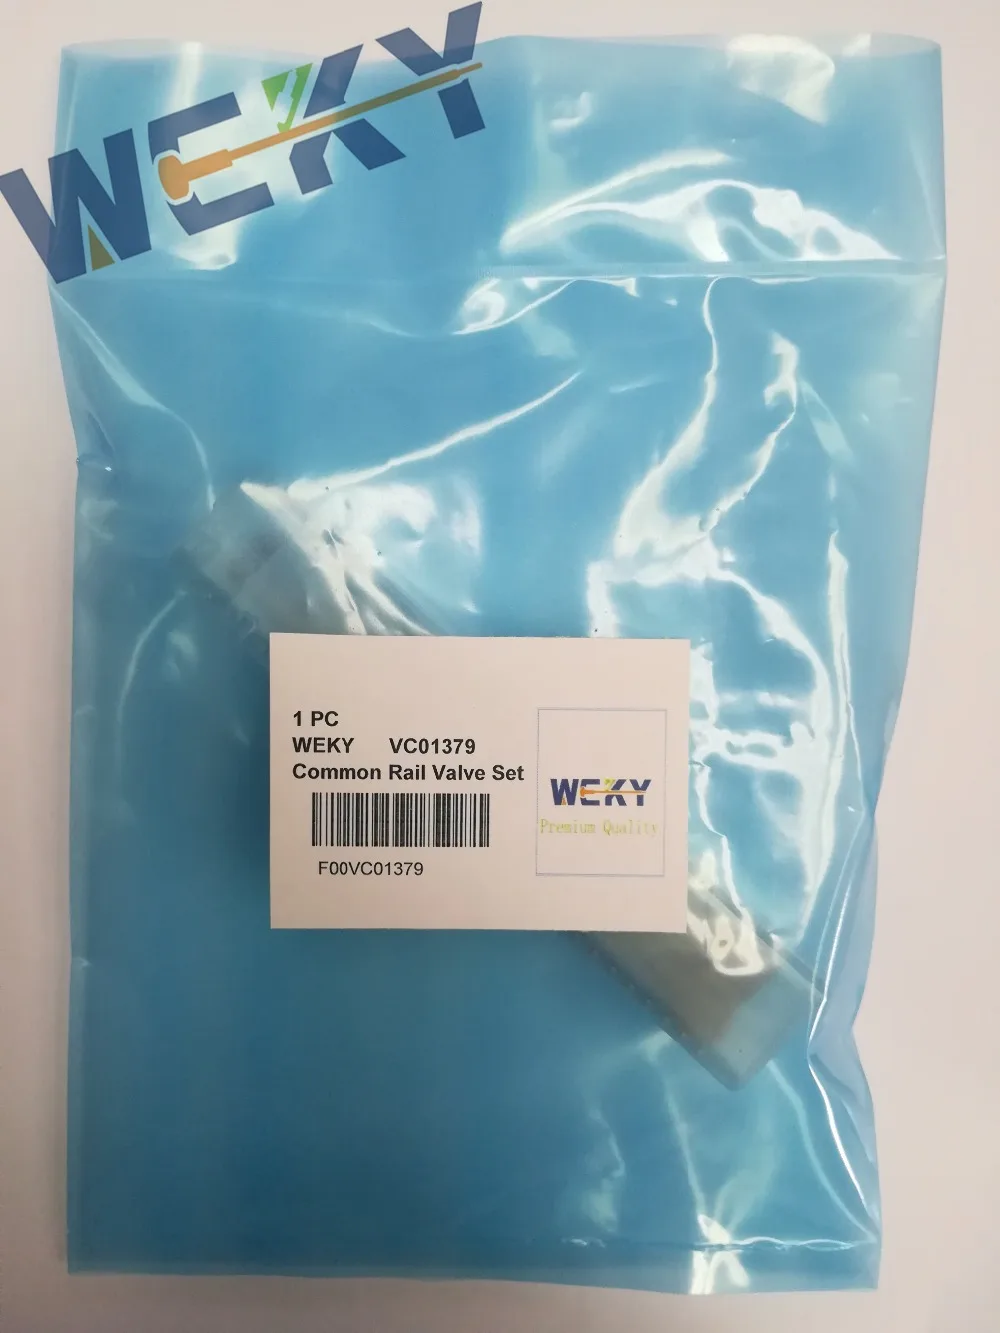 WEKY
1 PC
WEKY VC01379
Common Rail Valve Set
F00VC01379
WEKY
Premium Quality